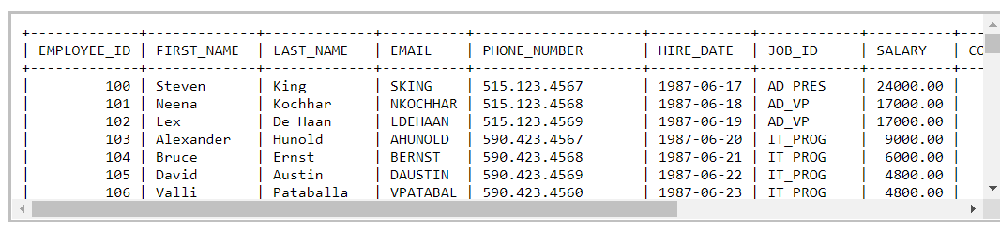 | EMPLOYEE_ID | FIRST_NAME | LAST_NAME | EMAIL | PHONE_NUMBER | HIRE_DATE | JOB_ID | SALARY | CO
| 100 | Steven | King | SKING | 515.123.4567 | 1987-06-17 | AD_PRES | 24000.00 |
| 101 | Neena | Kochhar | NKOCHHAR | 515.123.4568 | 1987-06-18 | AD_VP | 17000.00 |
| 102 | Lex | De Haan | LDEHAAN | 515.123.4569 | 1987-06-19 | AD_VP | 17000.00 |
| 103 | Alexander | Hunold | AHUNOLD | 590.423.4567 | 1987-06-20 | IT_PROG | 9000.00 |
| 104 | Bruce | Ernst | BERNST | 590.423.4568 | 1987-06-21 | IT_PROG | 6000.00 |
| 105 | David | Austin | DAUSTIN | 590.423.4569 | 1987-06-22 | IT_PROG | 4800.00 |
| 106 | Valli | Pataballa | VPATABAL | 590.423.4560 | 1987-06-23 | IT_PROG | 4800.00 |